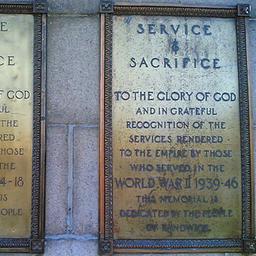 SERVICE
&
SACRIFICE
TO THE GLORY OF GOD
AND IN GRATEFUL
RECOGNITION OF THE
SERVICES RENDERED
TO THE EMPIRE BY THOSE
WHO SERVED IN THE
WORLD WAR II 1939-46
THIS MEMORIAL IS
DEDICATED BY THE PEOPLE
OF RANDWICK